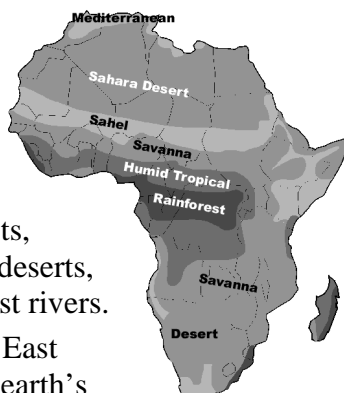 Mediterranean
Sahara Desert
Sahel
Savanna
Humid Tropical
Rainforest
ts,
deserts,
st rivers.
East
earth's
Savanna
Desert